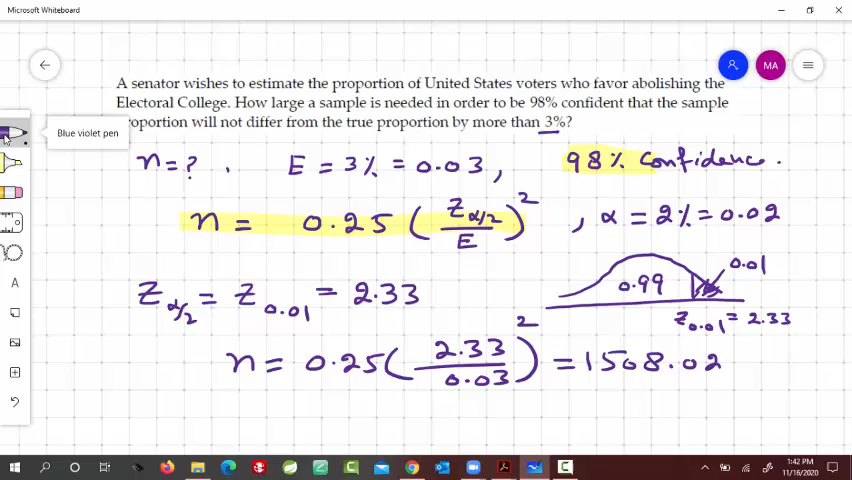 Microsoft Whiteboard
MA
A senator wishes to estimate the proportion of United States voters who favor abolishing the
Electoral College. How large a sample is needed in order to be 98% confident that the sample
proportion will not differ from the true proportion by more than 3%?
Blue violet pen
n = ? . E = 3% = 0.03 , 98% Confidence .
n = 0.25 ( Z α/2 / E )² , α = 2% = 0.02
0.99 0.01
Z α/2 = Z 0.01 = 2.33
Z 0.01 = 2.33
n = 0.25 ( 2.33 / 0.03 )² = 1508.02
A
1:42 PM
11/16/2020